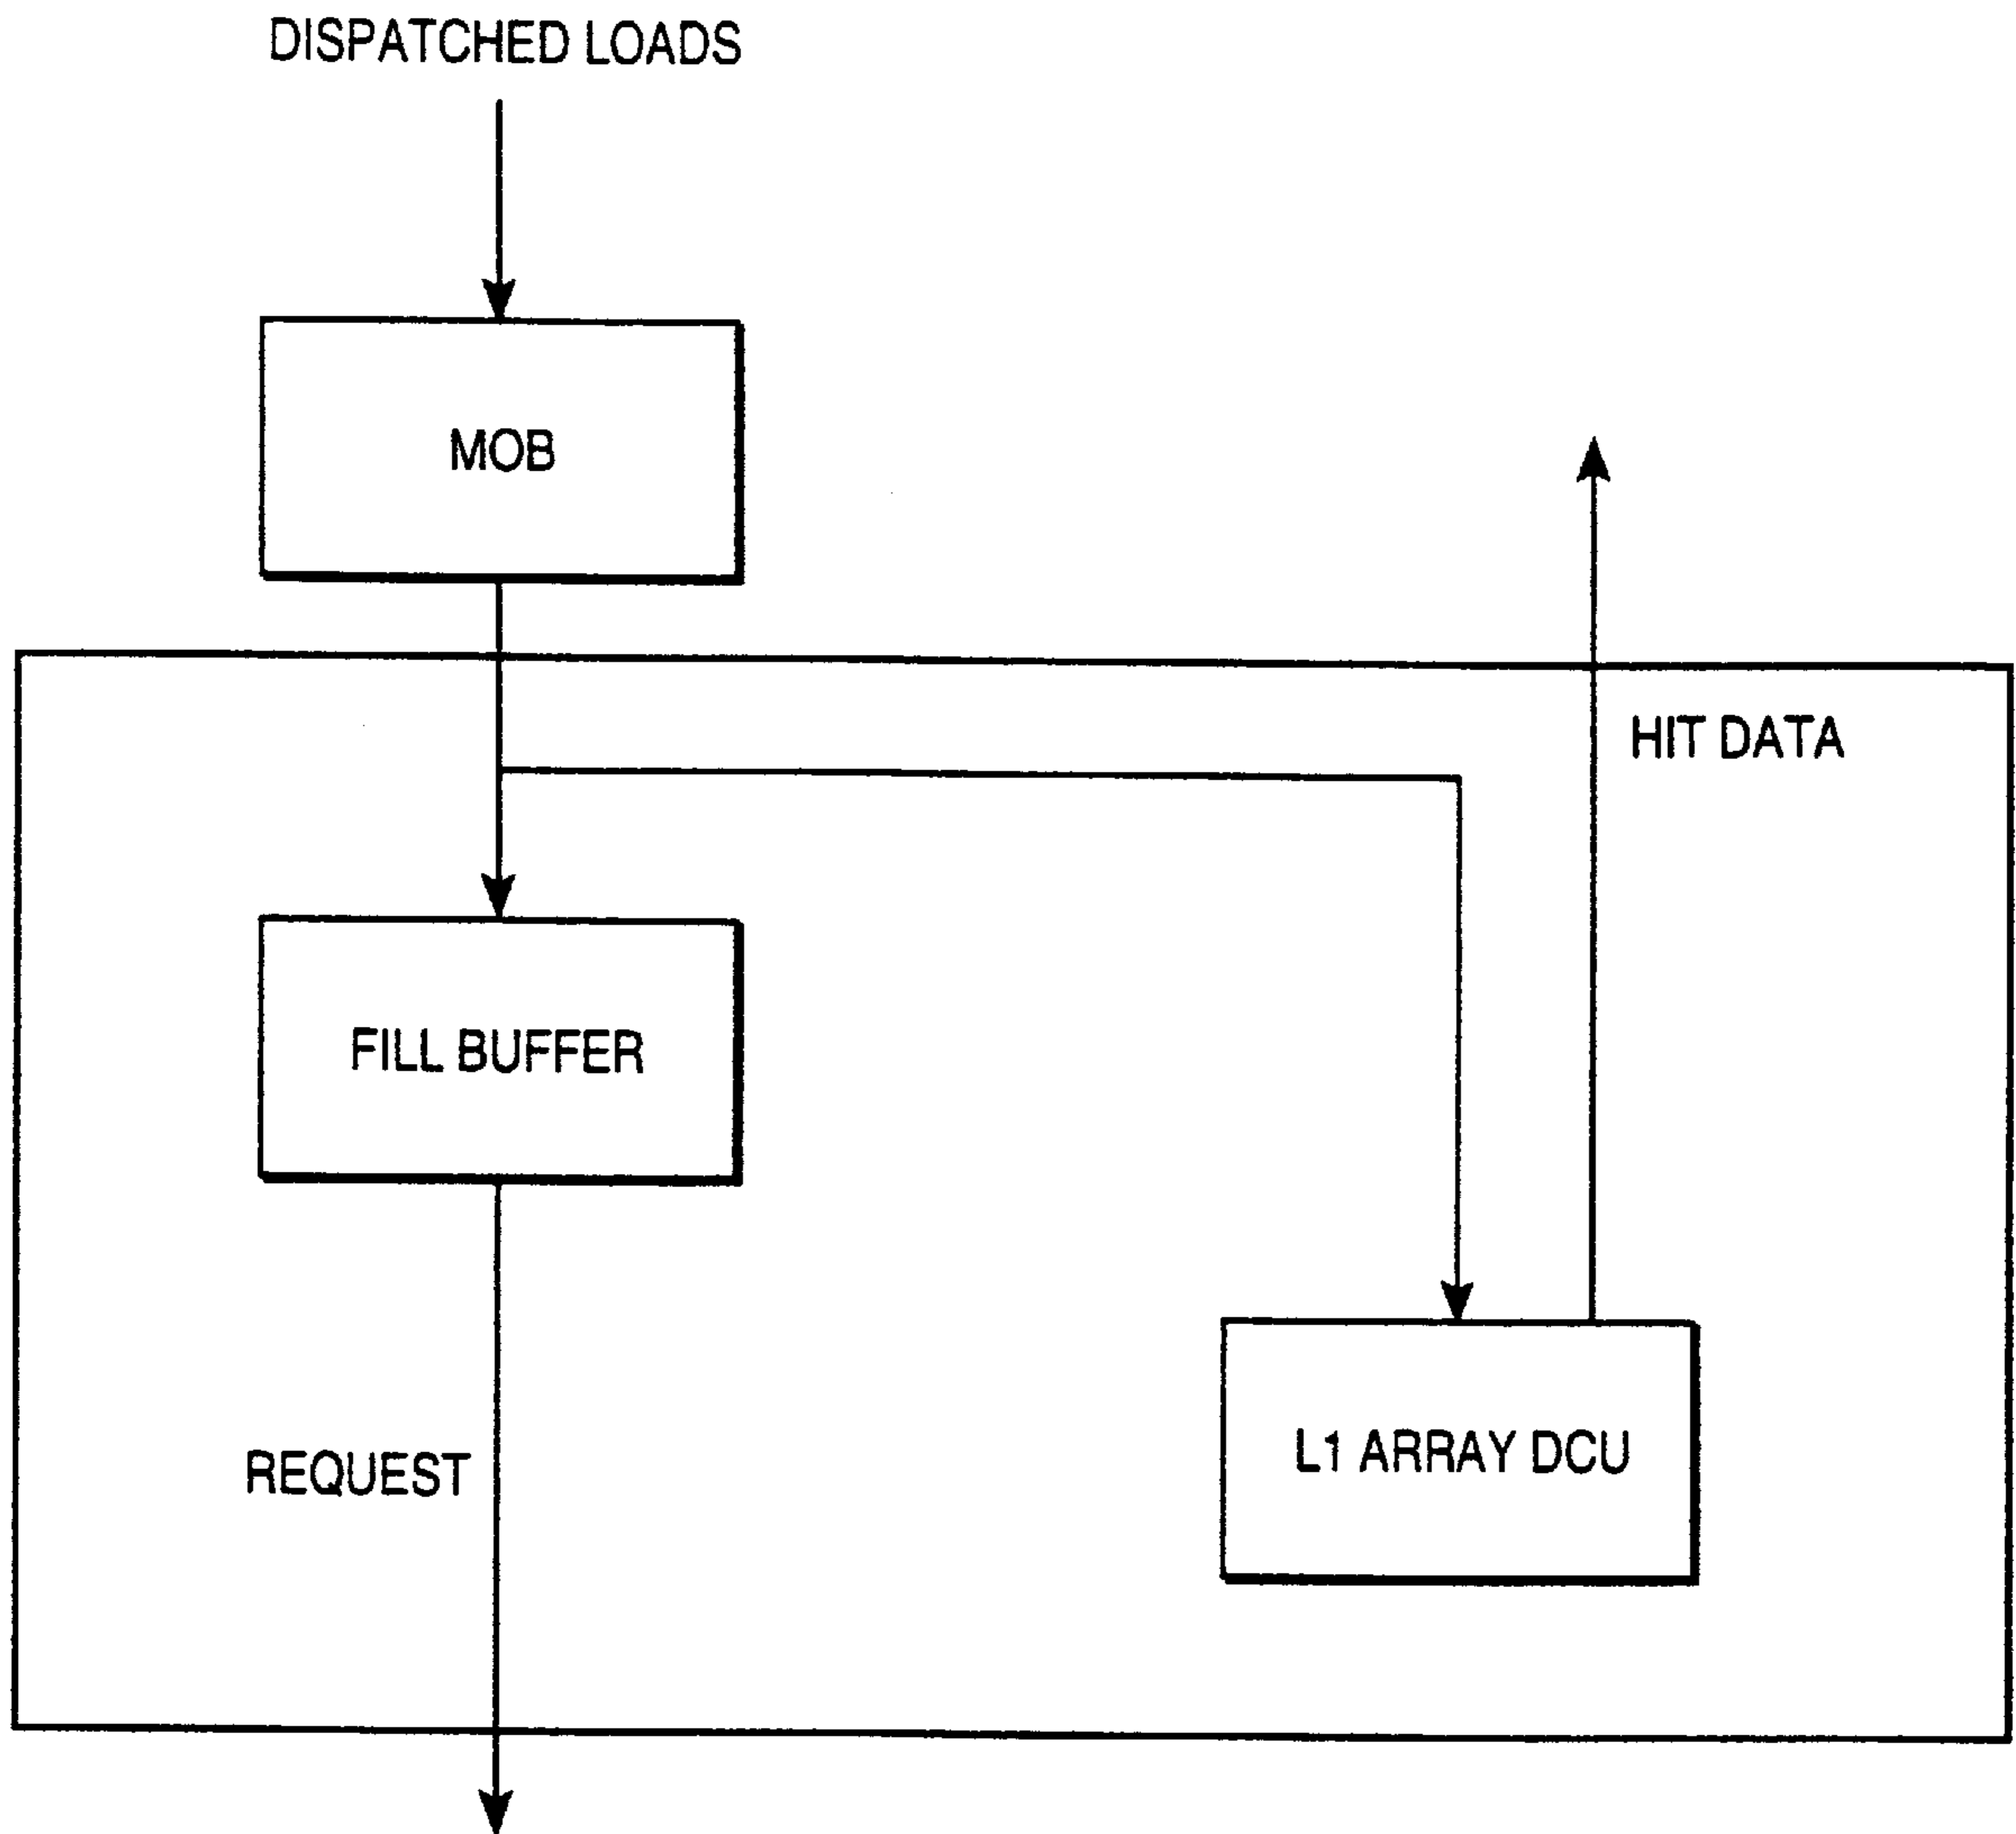 DISPATCHED LOADS
MOB
HIT DATA
FILL BUFFER
REQUEST
L1 ARRAY DCU